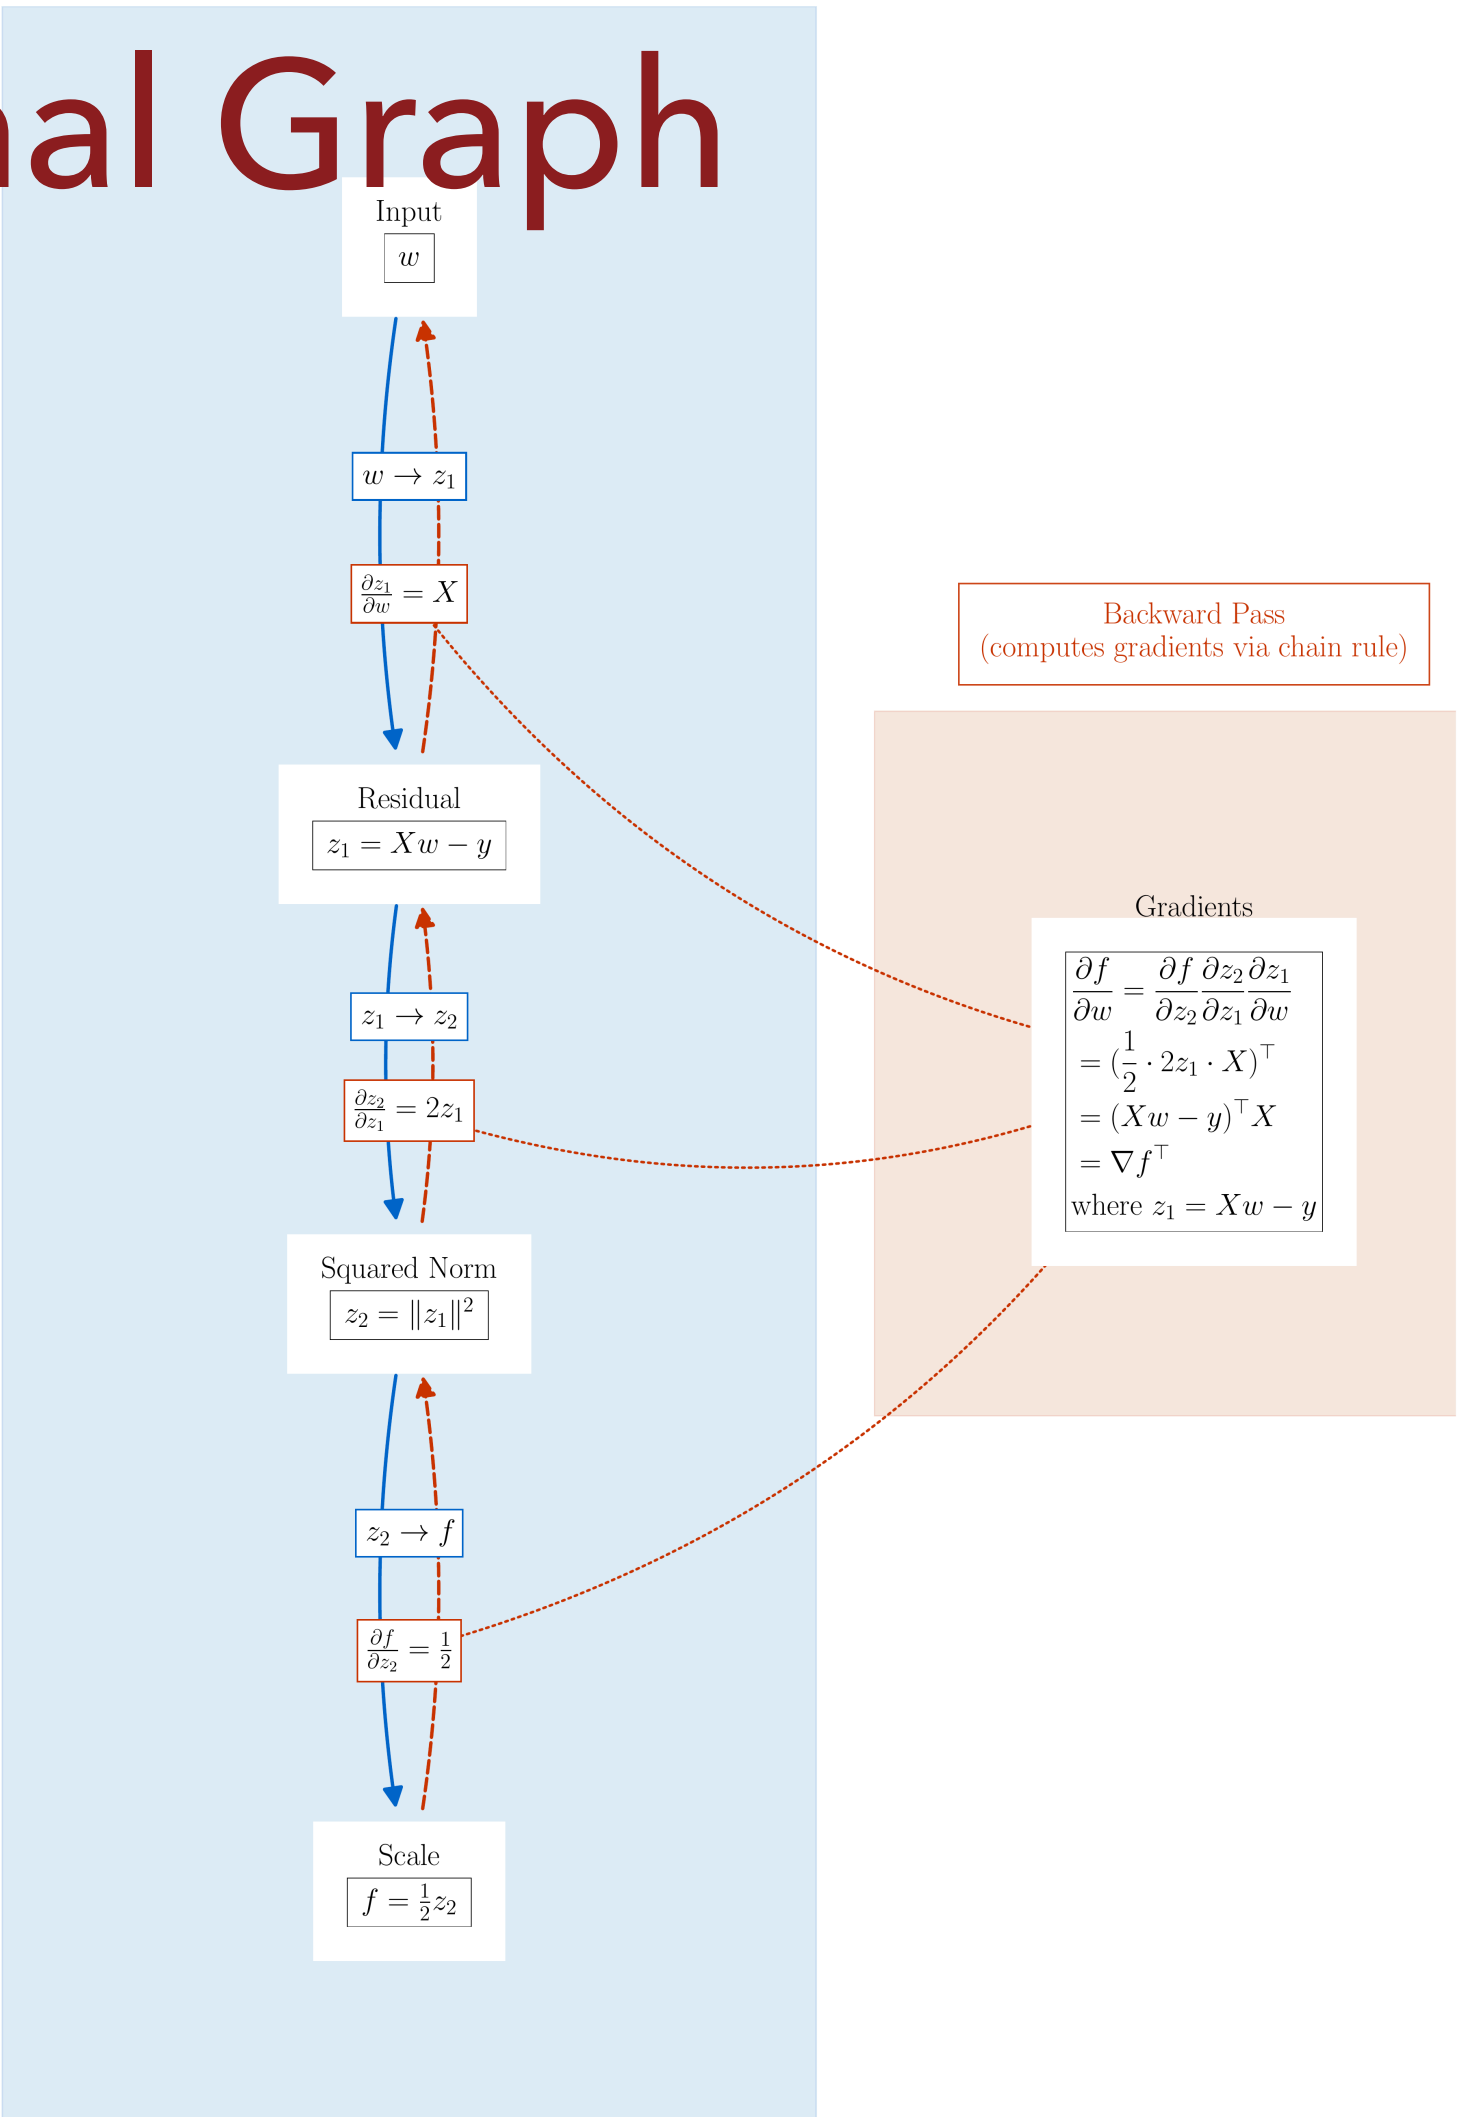 nal Graph
Input
w
w → z₁
∂z₁/∂w = X
Residual
z₁ = Xw − y
z₁ → z₂
∂z₂/∂z₁ = 2z₁
Squared Norm
z₂ = ‖z₁‖²
z₂ → f
∂f/∂z₂ = 1/2
Scale
f = 1/2 z₂
Backward Pass
(computes gradients via chain rule)
Gradients
∂f/∂w = ∂f/∂z₂ ∂z₂/∂z₁ ∂z₁/∂w
= (1/2 · 2z₁ · X)⊤
= (Xw − y)⊤X
= ∇f⊤
where z₁ = Xw − y